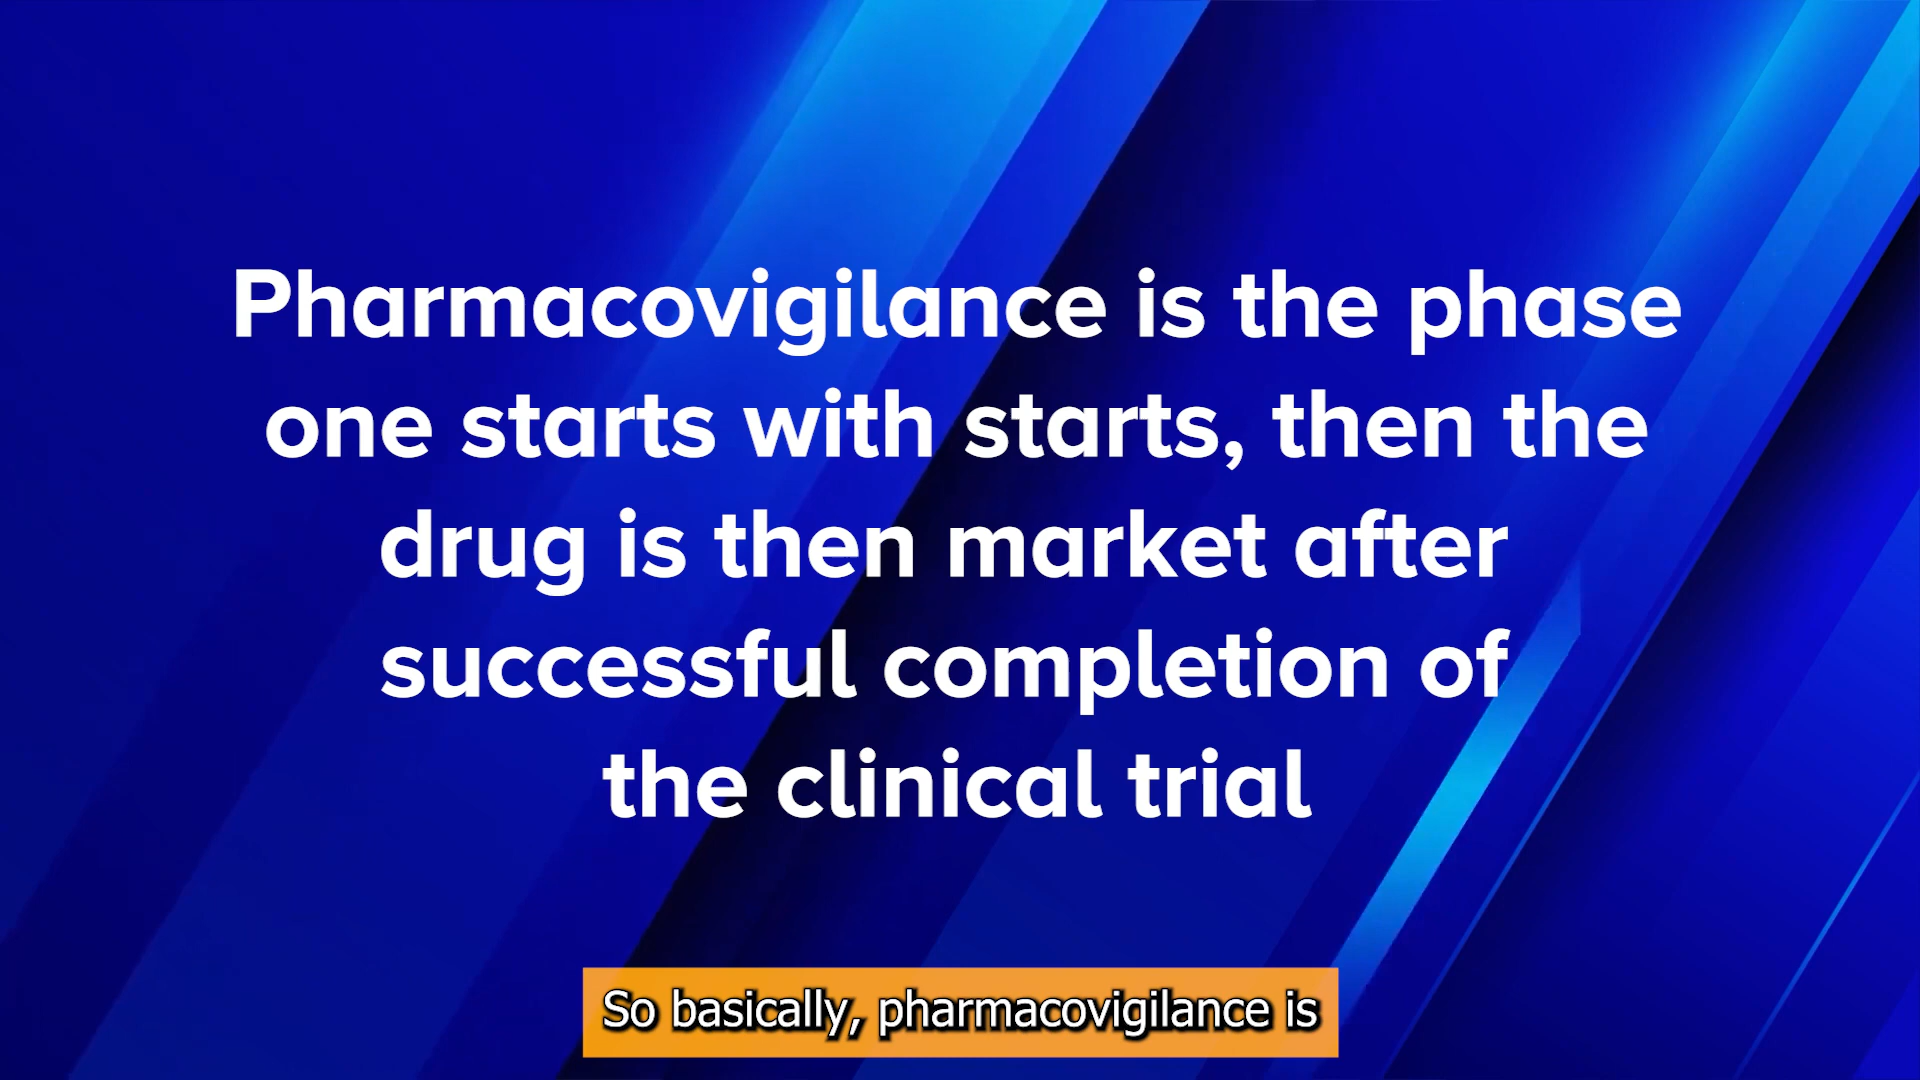 Pharmacovigilance is the phase
one starts with starts, then the
drug is then market after
successful completion of
the clinical trial
So basically, pharmacovigilance is